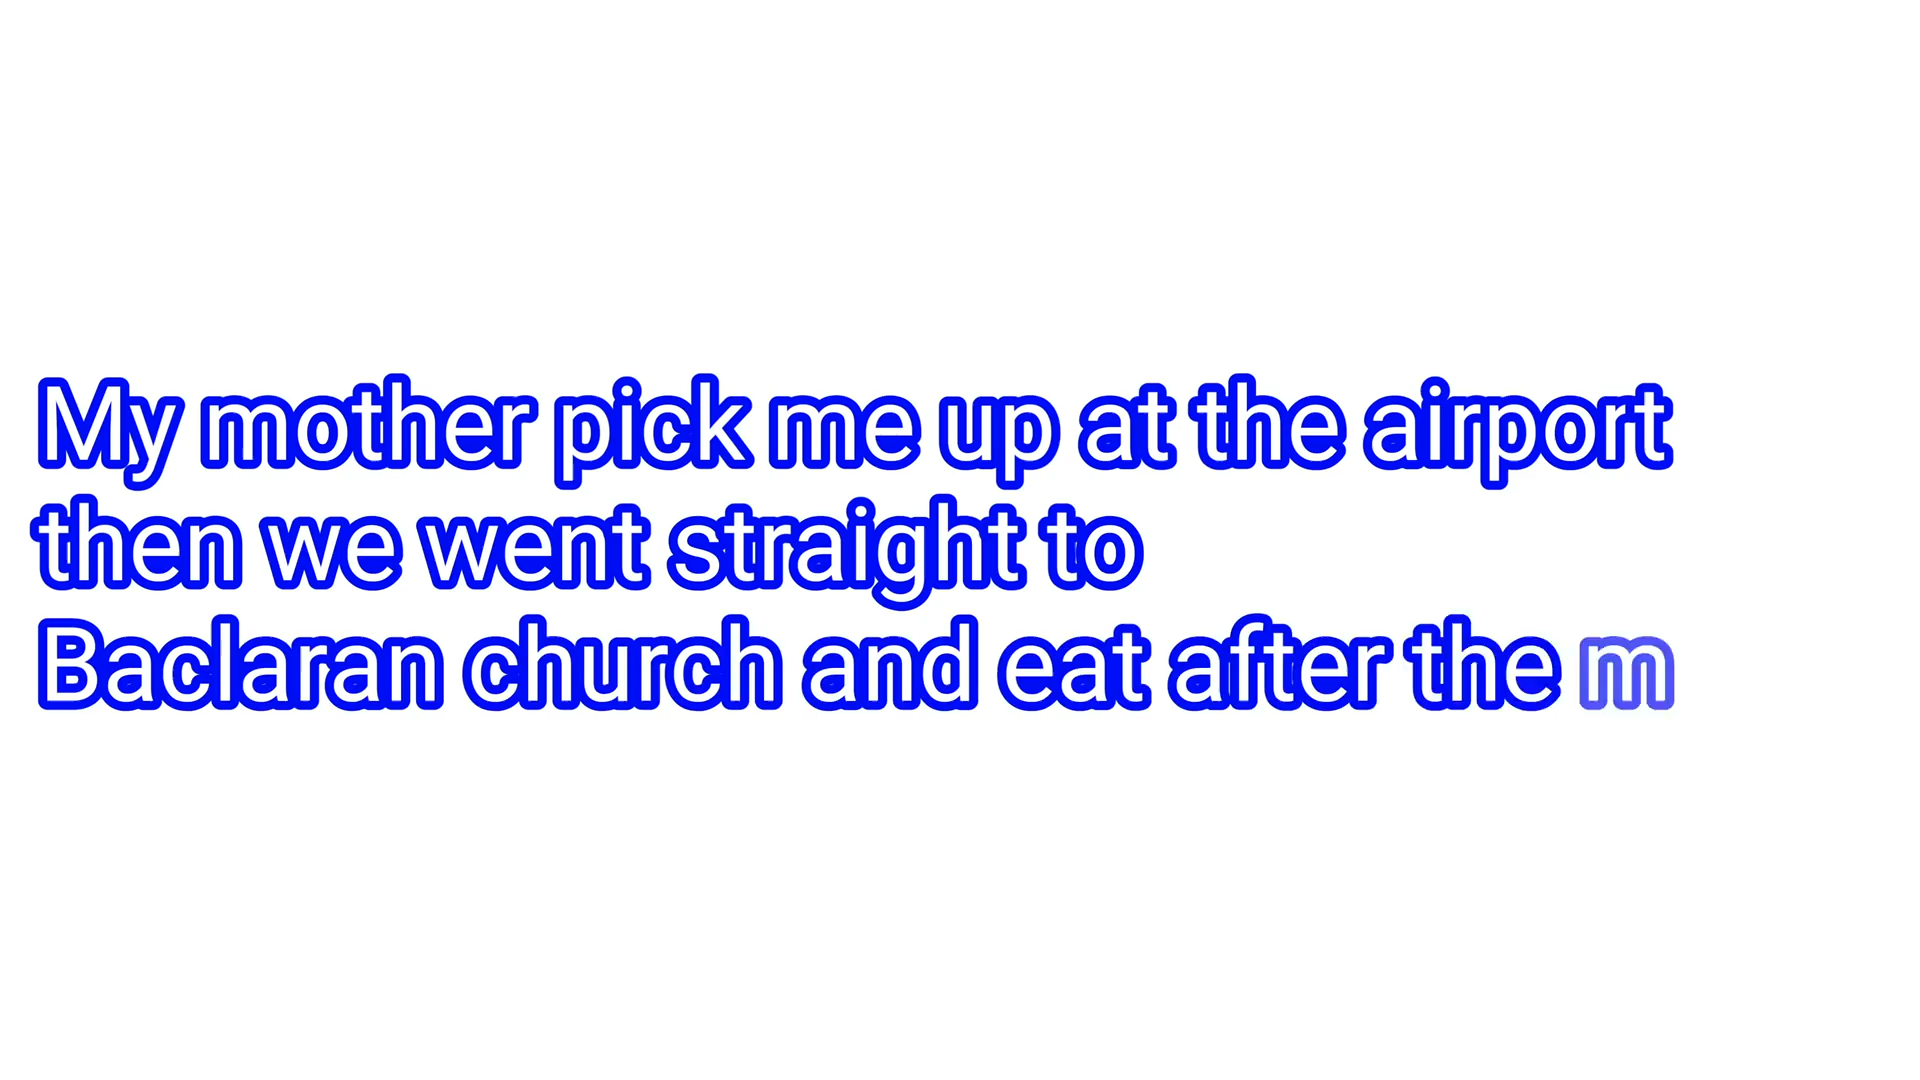 My mother pick me up at the airport
then we went straight to
Baclaran church and eat after the m